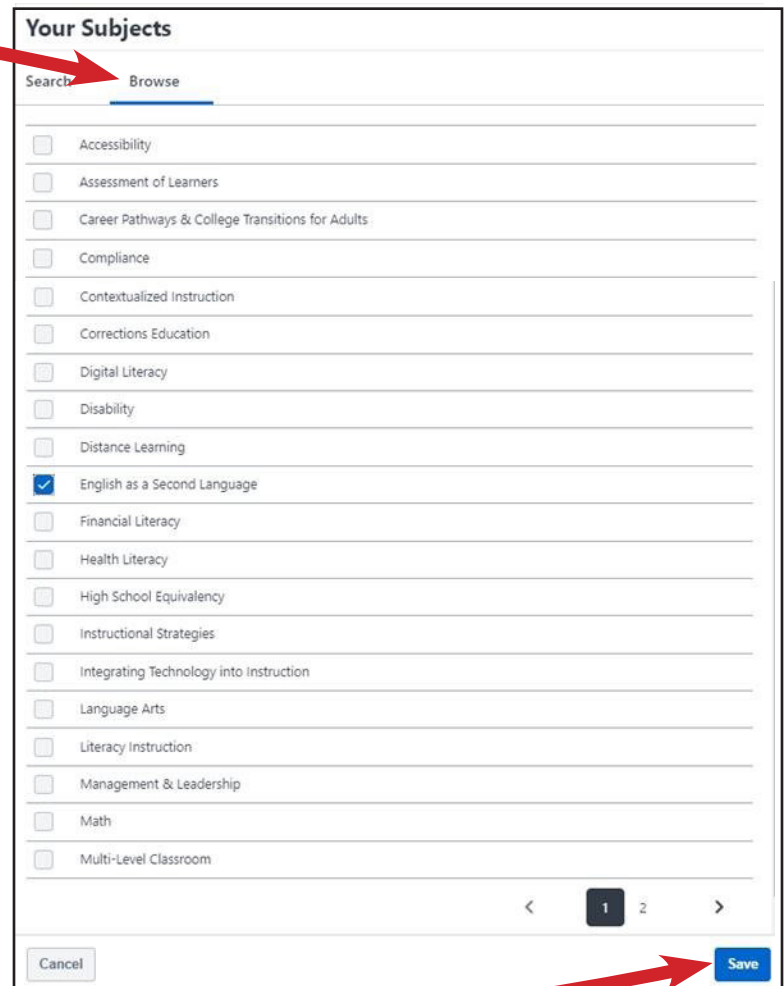 Your Subjects
Search Browse
Accessibility
Assessment of Learners
Career Pathways & College Transitions for Adults
Compliance
Contextualized Instruction
Corrections Education
Digital Literacy
Disability
Distance Learning
English as a Second Language
Financial Literacy
Health Literacy
High School Equivalency
Instructional Strategies
Integrating Technology into Instruction
Language Arts
Literacy Instruction
Management & Leadership
Math
Multi-Level Classroom
< 1 2 >
Cancel Save